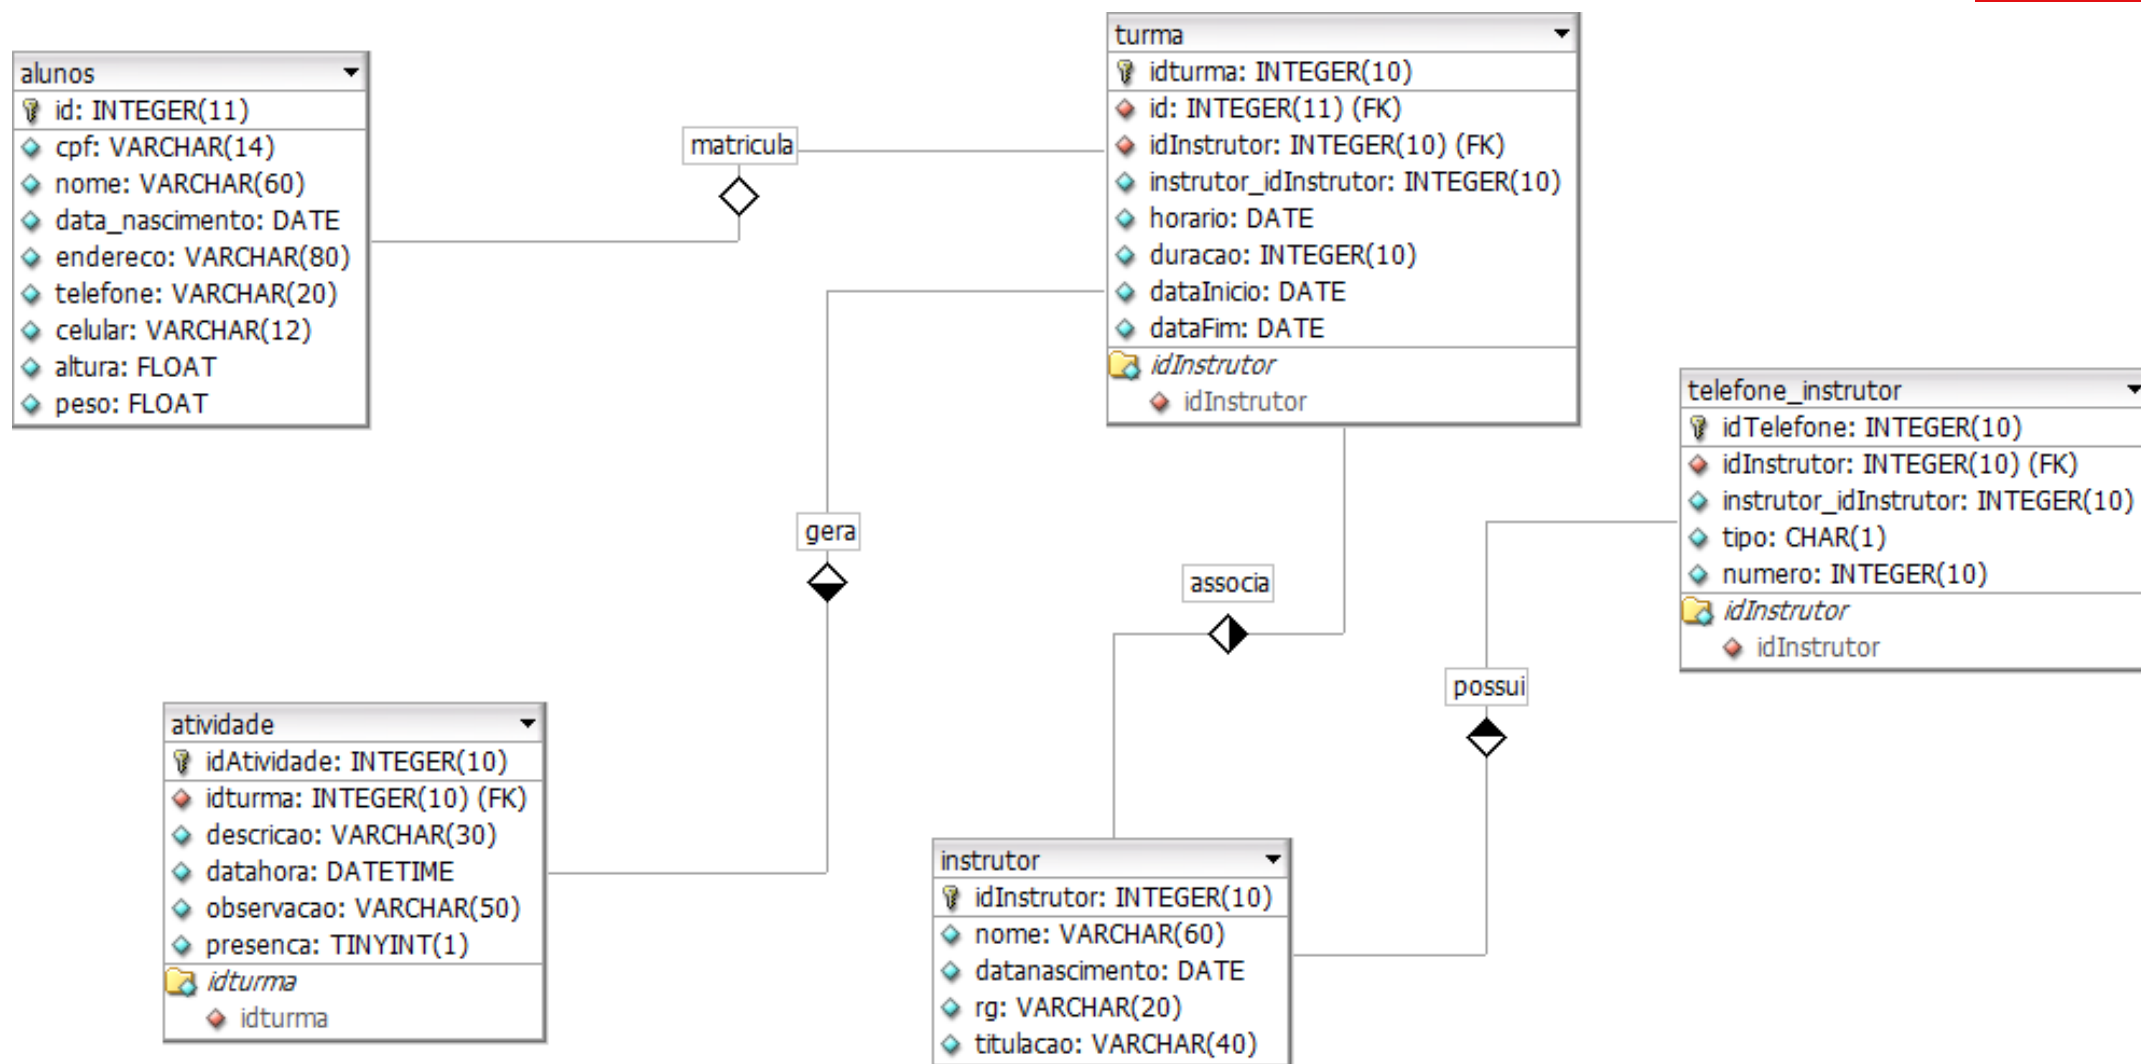 alunos
id: INTEGER(11)
cpf: VARCHAR(14)
nome: VARCHAR(60)
data_nascimento: DATE
endereco: VARCHAR(80)
telefone: VARCHAR(20)
celular: VARCHAR(12)
altura: FLOAT
peso: FLOAT
matricula
turma
idturma: INTEGER(10)
id: INTEGER(11) (FK)
idInstrutor: INTEGER(10) (FK)
instrutor_idInstrutor: INTEGER(10)
horario: DATE
duracao: INTEGER(10)
dataInicio: DATE
dataFim: DATE
idInstrutor
idInstrutor
telefone_instrutor
idTelefone: INTEGER(10)
idInstrutor: INTEGER(10) (FK)
instrutor_idInstrutor: INTEGER(10)
tipo: CHAR(1)
numero: INTEGER(10)
idInstrutor
idInstrutor
gera
associa
possui
atividade
idAtividade: INTEGER(10)
idturma: INTEGER(10) (FK)
descricao: VARCHAR(30)
datahora: DATETIME
observacao: VARCHAR(50)
presenca: TINYINT(1)
idturma
idturma
instrutor
idInstrutor: INTEGER(10)
nome: VARCHAR(60)
datanascimento: DATE
rg: VARCHAR(20)
titulacao: VARCHAR(40)